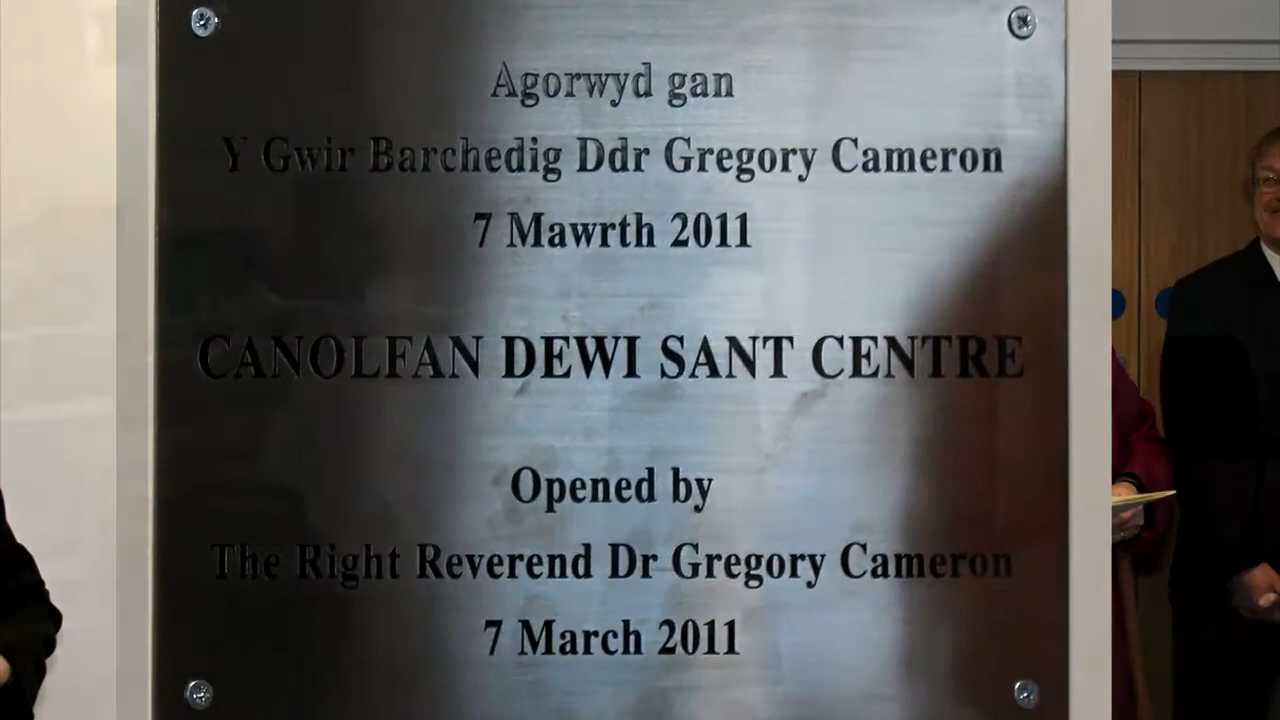 Agorwyd gan
Y Gwir Barchedig Ddr Gregory Cameron
7 Mawrth 2011
CANOLFAN DEWI SANT CENTRE
Opened by
The Right Reverend Dr Gregory Cameron
7 March 2011